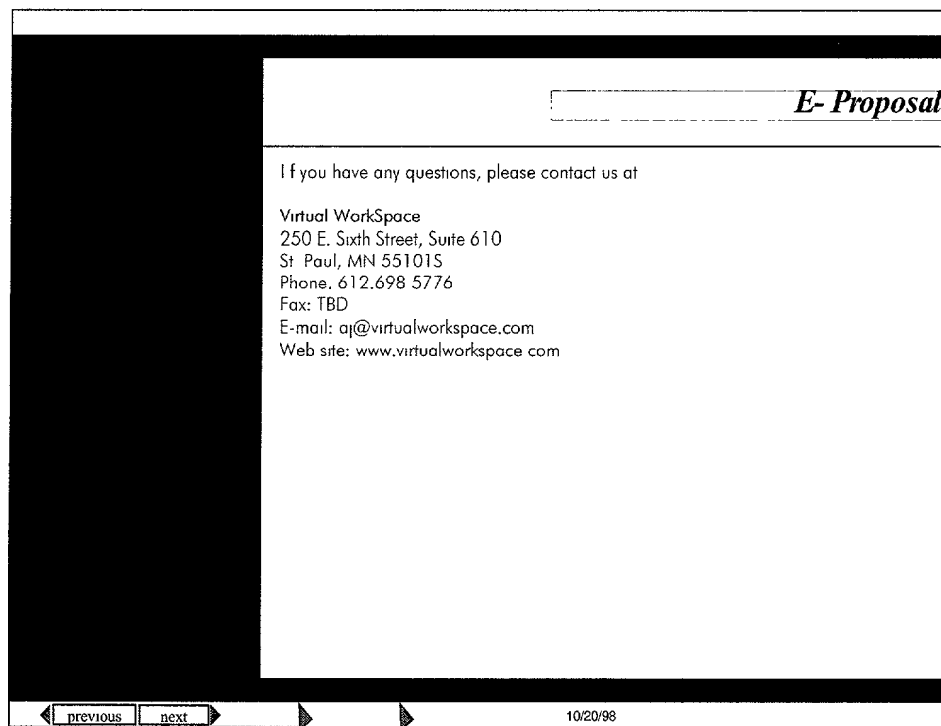 E- Proposal
If you have any questions, please contact us at
Virtual WorkSpace
250 E. Sixth Street, Suite 610
St Paul, MN 55101S
Phone. 612.698 5776
Fax: TBD
E-mail: aj@virtualworkspace.com
Web site: www.virtualworkspace com
previous next 10/20/98